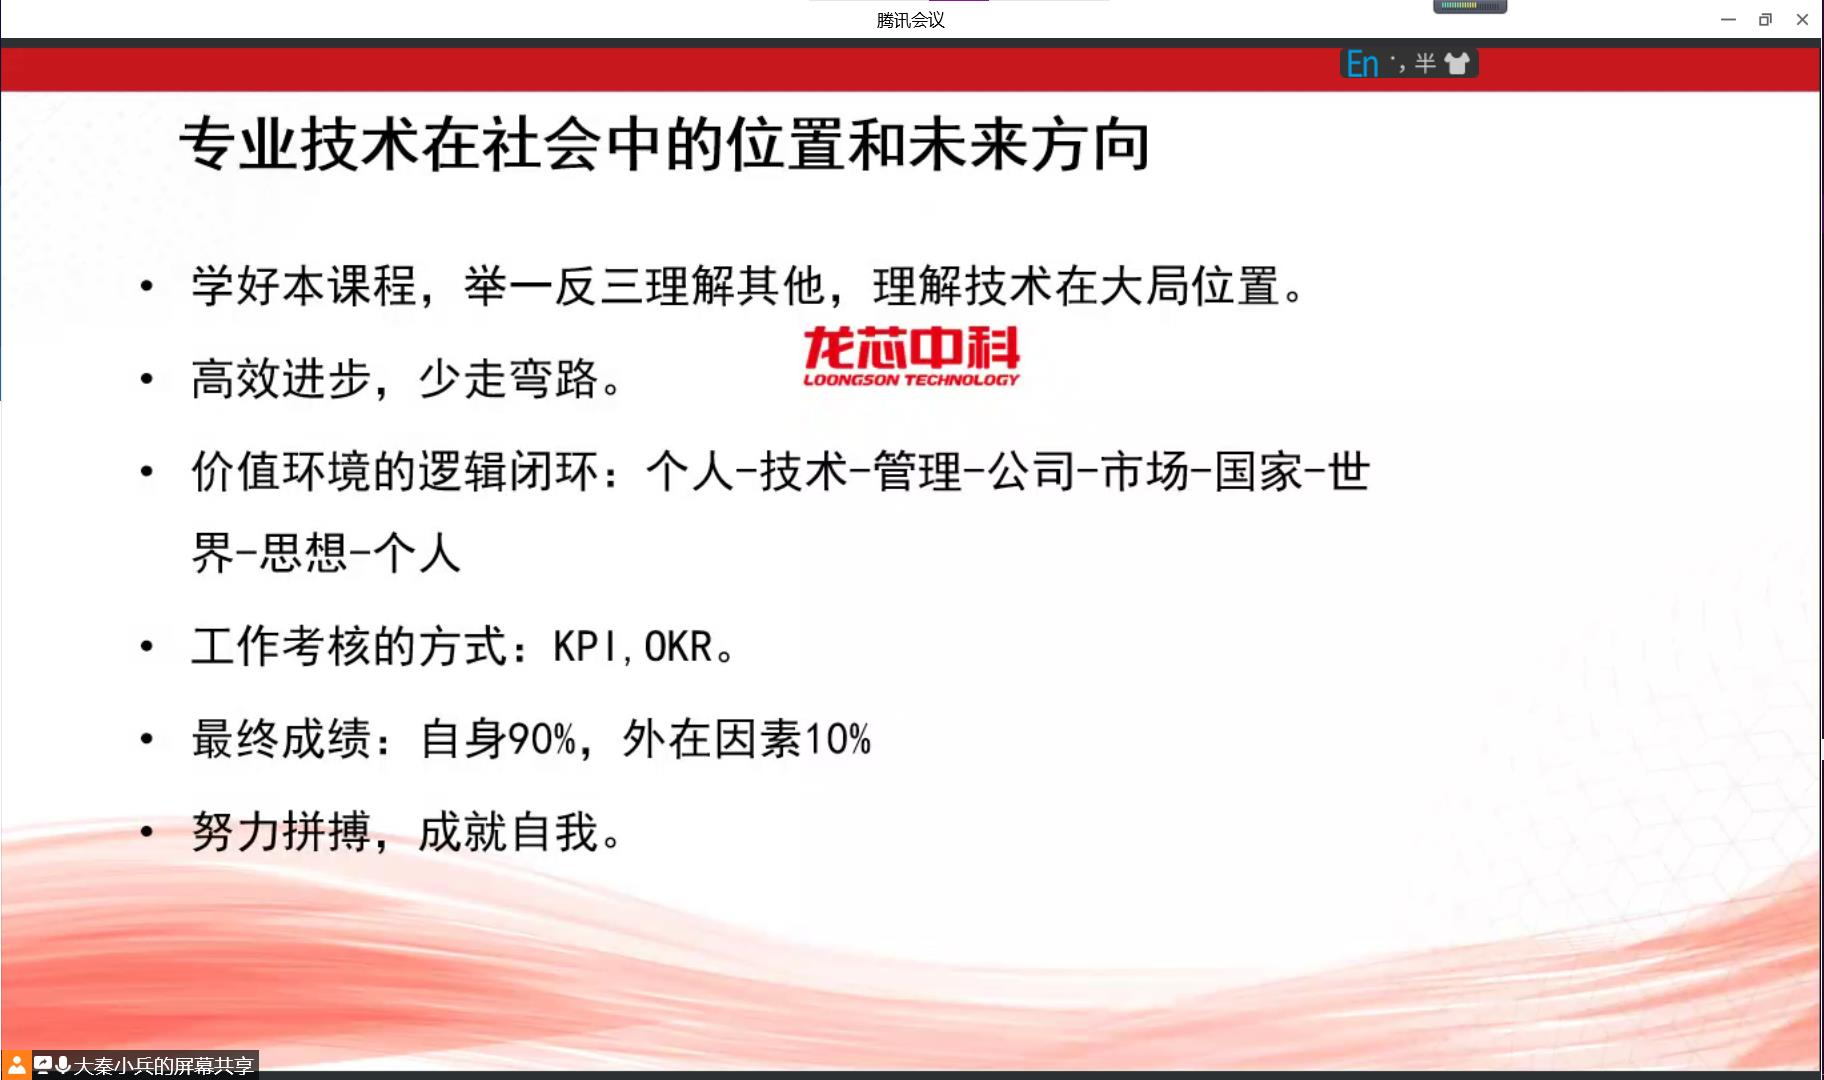 腾讯会议
En ·, 半
专业技术在社会中的位置和未来方向
• 学好本课程，举一反三理解其他，理解技术在大局位置。
龙芯中科
LOONGSON TECHNOLOGY
• 高效进步，少走弯路。
• 价值环境的逻辑闭环：个人-技术-管理-公司-市场-国家-世
界-思想-个人
• 工作考核的方式：KPI,OKR。
• 最终成绩：自身90%，外在因素10%
• 努力拼搏，成就自我。
大秦小兵的屏幕共享